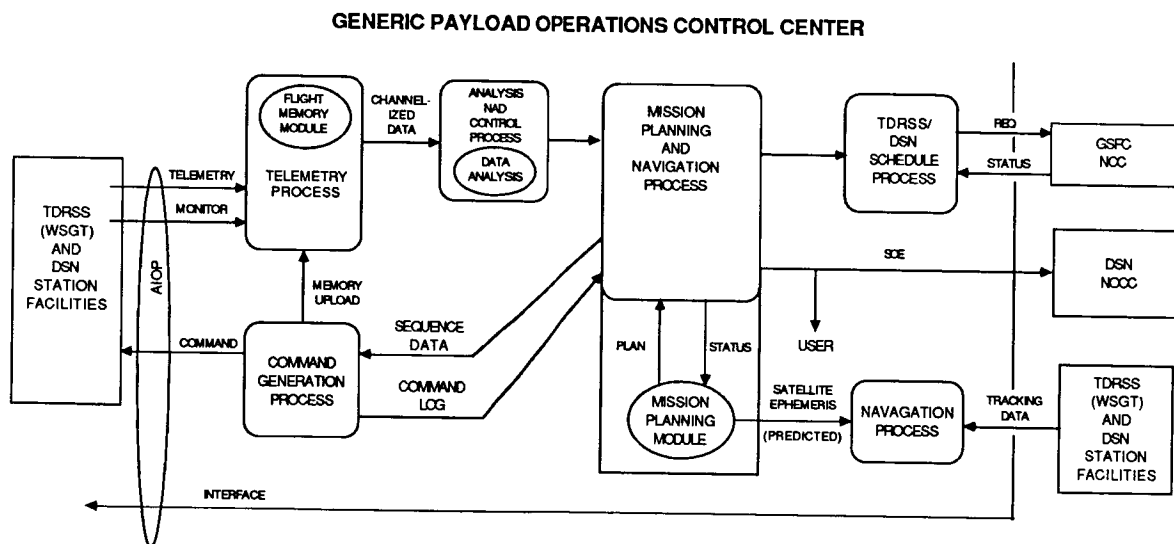 GENERIC PAYLOAD OPERATIONS CONTROL CENTER
FLIGHT
MEMORY
MODULE
TELEMETRY
PROCESS
CHANNEL-
IZED
DATA
ANALYSIS
NAD
CONTROL
PROCESS
DATA
ANALYSIS
MISSION
PLANNING
AND
NAVIGATION
PROCESS
TDRSS/
DSN
SCHEDULE
PROCESS
REO
STATUS
GSFC
NCC
TELEMETRY
MONITOR
TDRSS
(WSGT)
AND
DSN
STATION
FACILITIES
AIOP
MEMORY
UPLOAD
SOE
DSN
NOCC
USER
COMMAND
COMMAND
GENERATION
PROCESS
SEQUENCE
DATA
COMMAND
LOG
PLAN
STATUS
MISSION
PLANNING
MODULE
SATELLITE
EPHEMERIS
(PREDICTED)
NAVAGATION
PROCESS
TRACKING
DATA
TDRSS
(WSGT)
AND
DSN
STATION
FACILITIES
INTERFACE